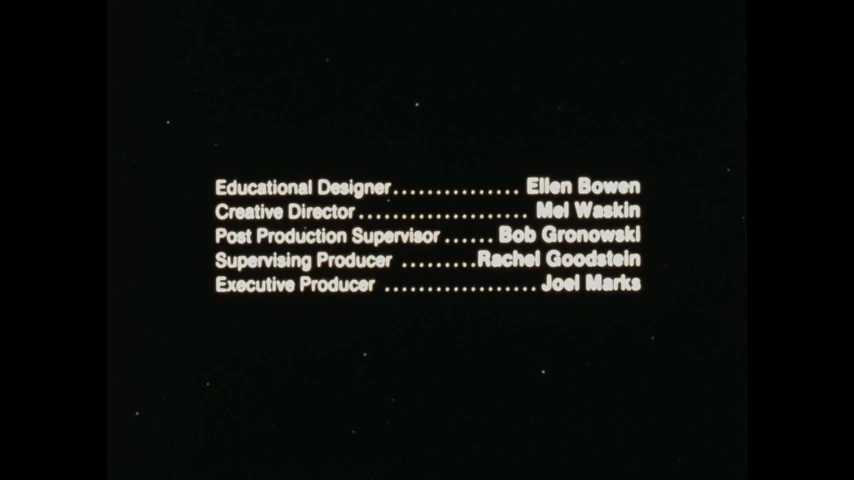 Educational Designer............... Ellen Bowen
Creative Director.................... Mel Waskin
Post Production Supervisor...... Bob Gronowski
Supervising Producer .........Rachel Goodstein
Executive Producer ..................Joel Marks